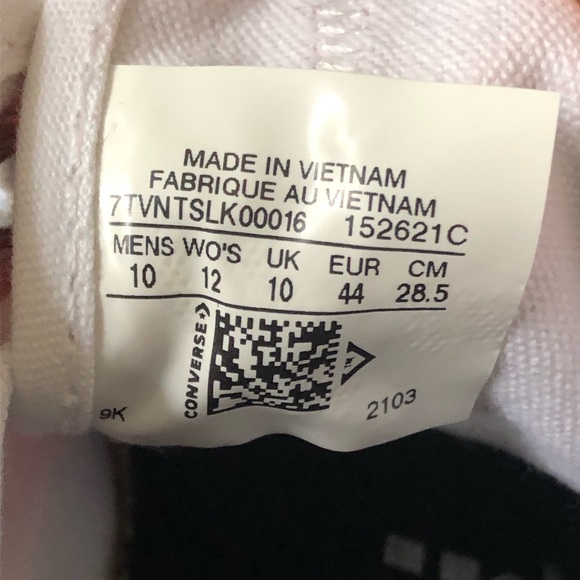 MADE IN VIETNAM
FABRIQUE AU VIETNAM
7TVNTSLK00016 152621C
MENS WO'S UK EUR CM
10 12 10 44 28.5
CONVERSE
9K
2103